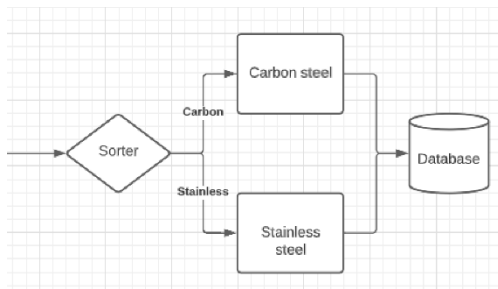 Carbon steel
Carbon
Sorter
Database
Stainless
Stainless
steel